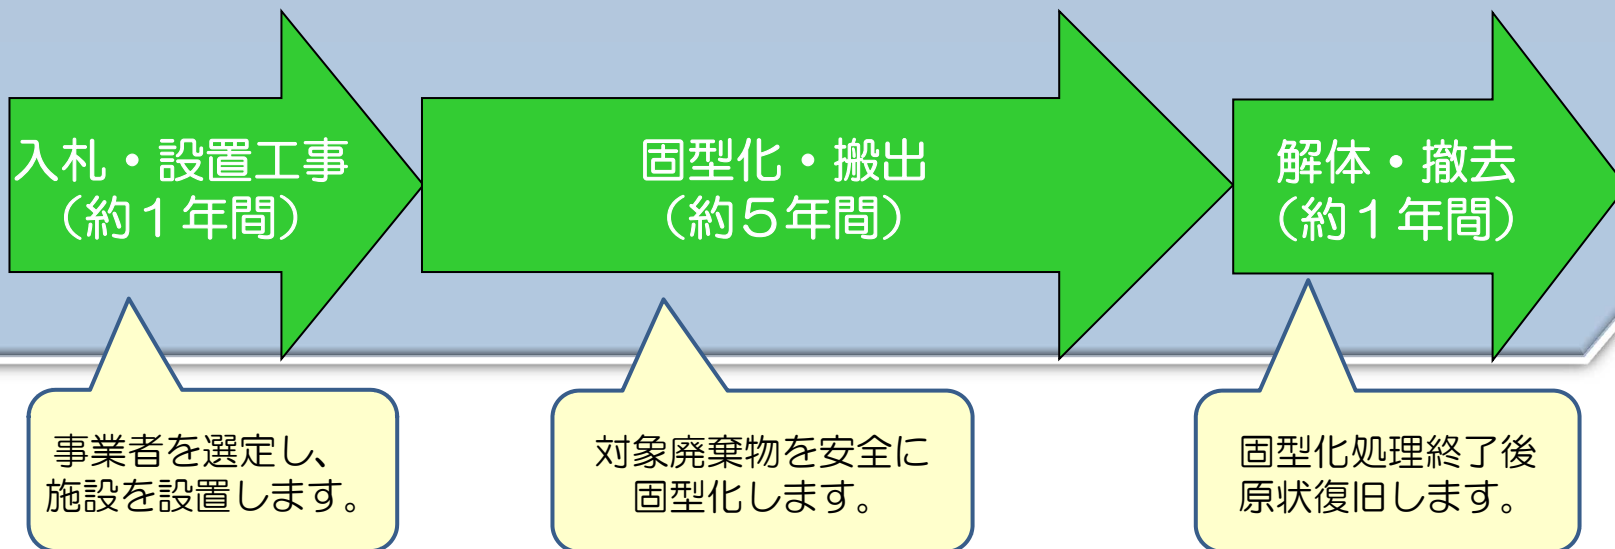 入札・設置工事
（約１年間）
固型化・搬出
（約５年間）
解体・撤去
（約１年間）
事業者を選定し、
施設を設置します。
対象廃棄物を安全に
固型化します。
固型化処理終了後
原状復旧します。